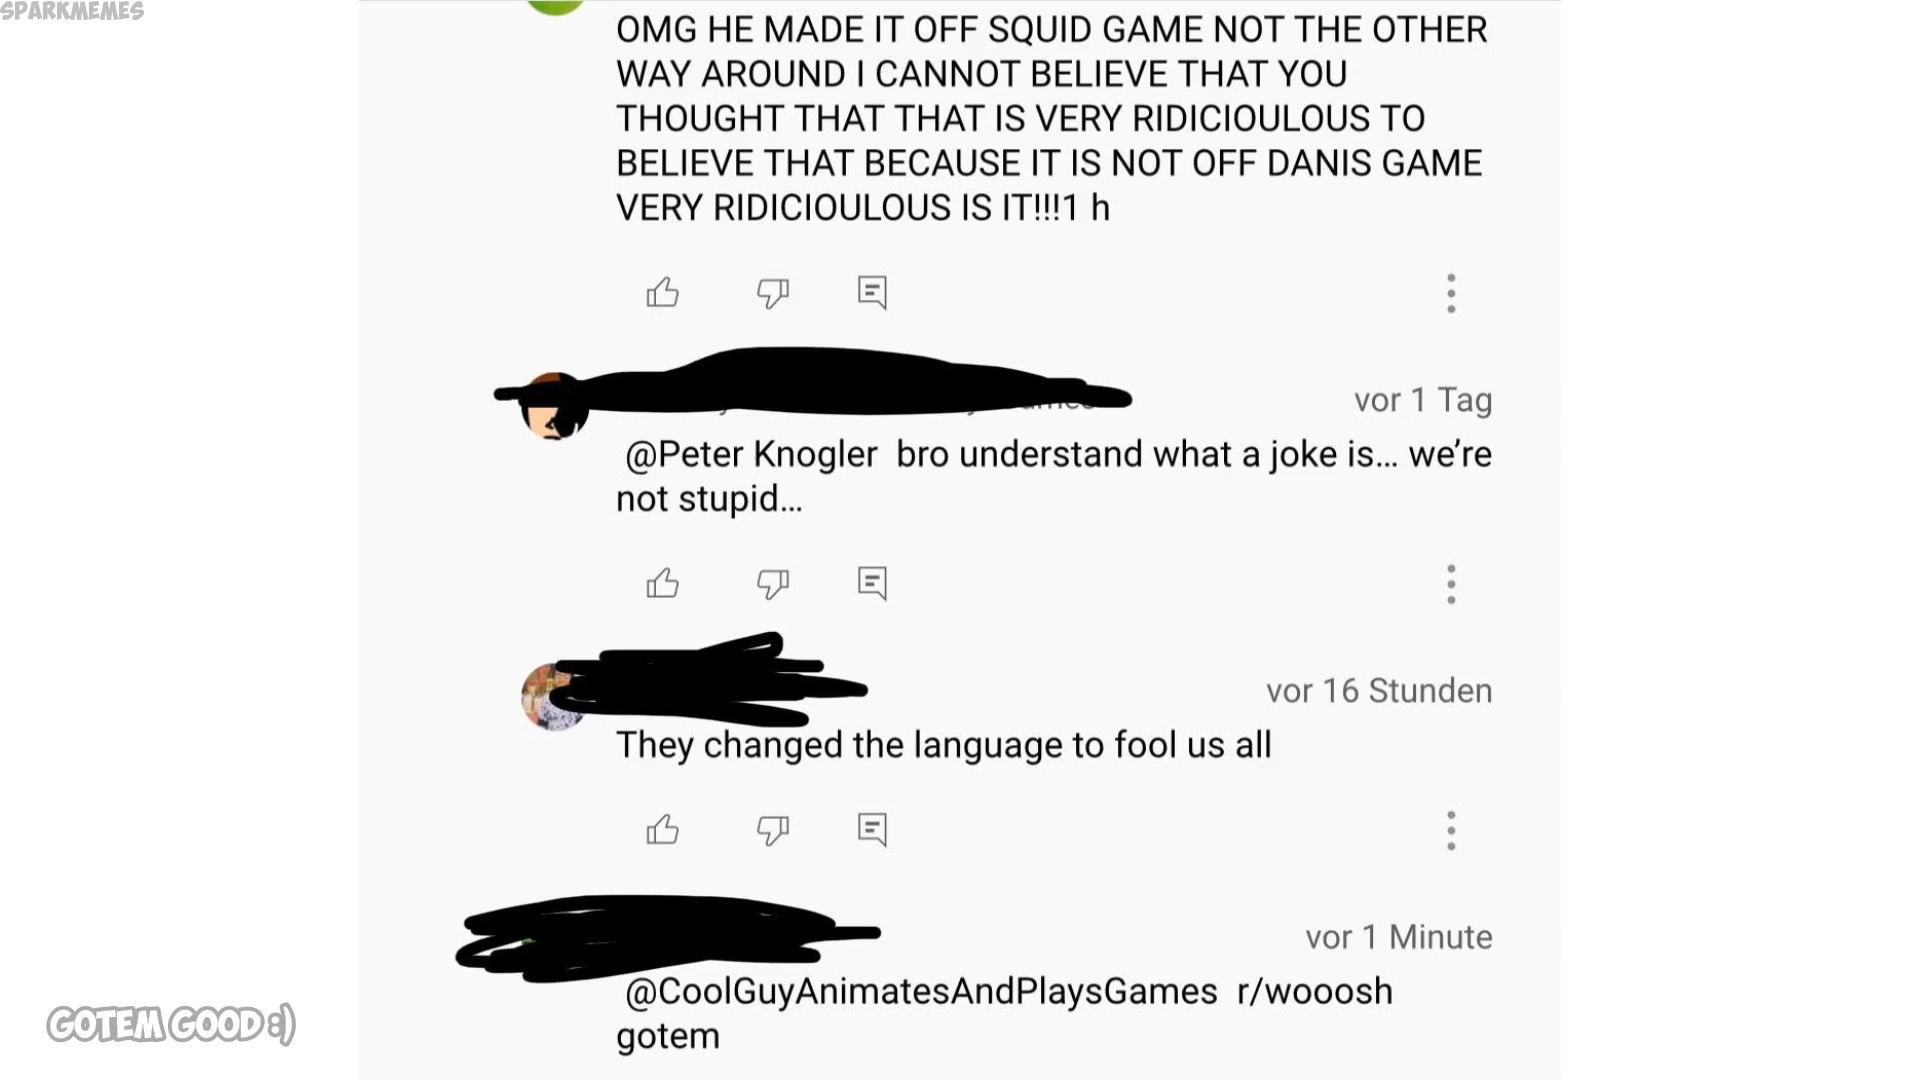 SPARKMEMES
OMG HE MADE IT OFF SQUID GAME NOT THE OTHER
WAY AROUND I CANNOT BELIEVE THAT YOU
THOUGHT THAT THAT IS VERY RIDICIOULOUS TO
BELIEVE THAT BECAUSE IT IS NOT OFF DANIS GAME
VERY RIDICIOULOUS IS IT!!!1 h
vor 1 Tag
@Peter Knogler bro understand what a joke is... we’re
not stupid...
vor 16 Stunden
They changed the language to fool us all
vor 1 Minute
@CoolGuyAnimatesAndPlaysGames r/wooosh
gotem
GOTEM GOOD :)